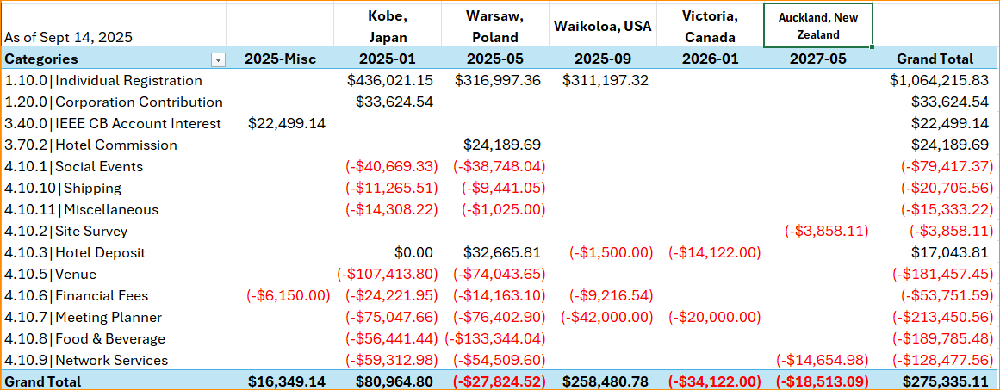 Kobe, Warsaw, Waikoloa, USA Victoria, Auckland, New
As of Sept 14, 2025 Japan Poland Canada Zealand
Categories 2025-Misc 2025-01 2025-05 2025-09 2026-01 2027-05 Grand Total
1.10.0|Individual Registration $436,021.15 $316,997.36 $311,197.32 $1,064,215.83
1.20.0|Corporation Contribution $33,624.54 $33,624.54
3.40.0|IEEE CB Account Interest $22,499.14 $22,499.14
3.70.2|Hotel Commission $24,189.69 $24,189.69
4.10.1|Social Events (-$40,669.33) (-$38,748.04) (-$79,417.37)
4.10.10|Shipping (-$11,265.51) (-$9,441.05) (-$20,706.56)
4.10.11|Miscellaneous (-$14,308.22) (-$1,025.00) (-$15,333.22)
4.10.2|Site Survey (-$3,858.11) (-$3,858.11)
4.10.3|Hotel Deposit $0.00 $32,665.81 (-$1,500.00) (-$14,122.00) $17,043.81
4.10.5|Venue (-$107,413.80) (-$74,043.65) (-$181,457.45)
4.10.6|Financial Fees (-$6,150.00) (-$24,221.95) (-$14,163.10) (-$9,216.54) (-$53,751.59)
4.10.7|Meeting Planner (-$75,047.66) (-$76,402.90) (-$42,000.00) (-$20,000.00) (-$213,450.56)
4.10.8|Food & Beverage (-$56,441.44) (-$133,344.04) (-$189,785.48)
4.10.9|Network Services (-$59,312.98) (-$54,509.60) (-$14,654.98) (-$128,477.56)
Grand Total $16,349.14 $80,964.80 (-$27,824.52) $258,480.78 (-$34,122.00) (-$18,513.09) $275,335.11